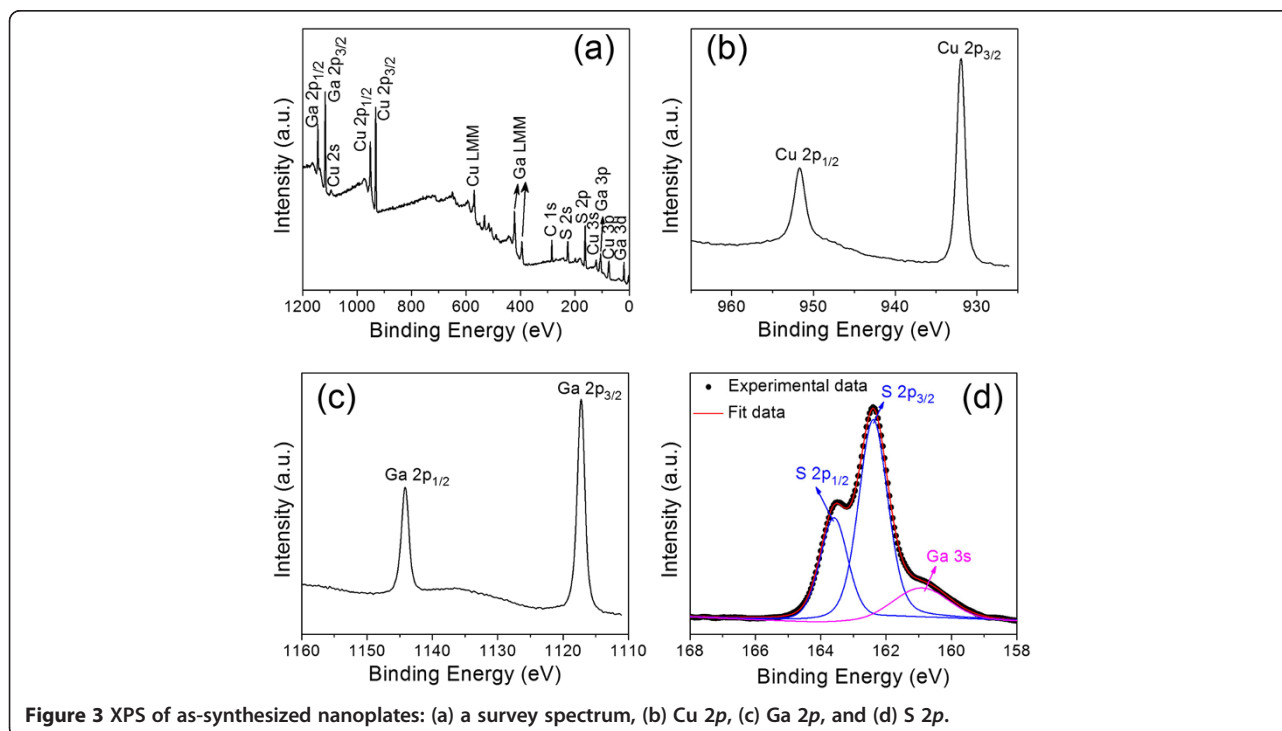 (a)
Intensity (a.u.)
Ga 2p1/2
Ga 2p3/2
Cu 2s
Cu 2p1/2
Cu 2p3/2
Cu LMM
Ga LMM
C 1s
S 2s
S 2p
Cu 3s
Ga 3p
Cu 3p
Ga 3d
1200 1000 800 600 400 200 0
Binding Energy (eV)
(b)
Intensity (a.u.)
Cu 2p1/2
Cu 2p3/2
960 950 940 930
Binding Energy (eV)
(c)
Intensity (a.u.)
Ga 2p1/2
Ga 2p3/2
1160 1150 1140 1130 1120 1110
Binding Energy (eV)
(d)
Intensity (a.u.)
Experimental data
Fit data
S 2p3/2
S 2p1/2
Ga 3s
168 166 164 162 160 158
Binding Energy (eV)
Figure 3 XPS of as-synthesized nanoplates: (a) a survey spectrum, (b) Cu 2p, (c) Ga 2p, and (d) S 2p.